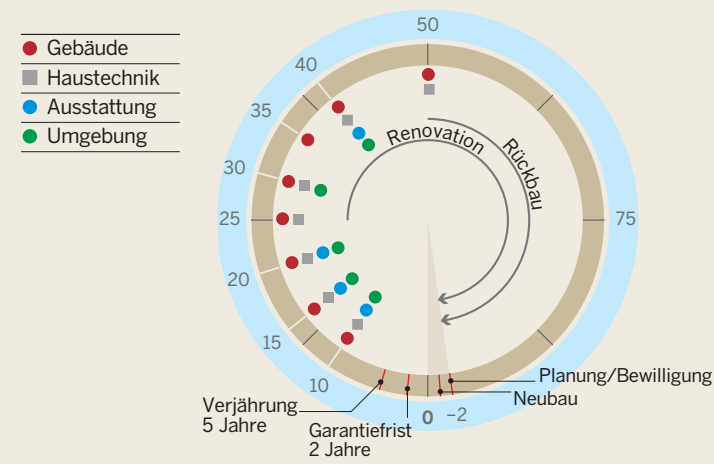 Gebäude
Haustechnik
Ausstattung
Umgebung
50
40
35
30
25
20
15
10
75
Renovation
Rückbau
Verjährung
5 Jahre
Garantiefrist
2 Jahre
0
–2
Planung/Bewilligung
Neubau